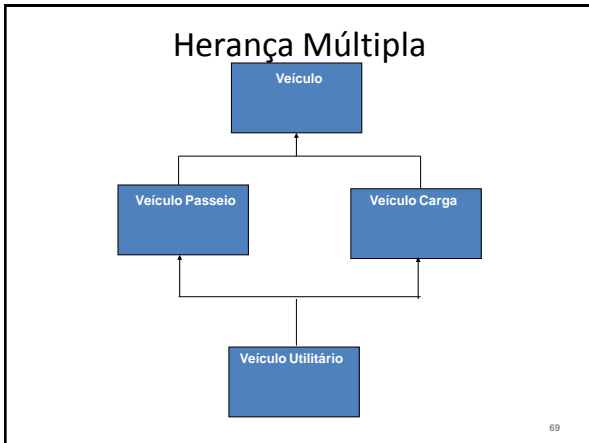 Herança Múltipla
Veículo
Veículo Passeio
Veículo Carga
Veículo Utilitário
69